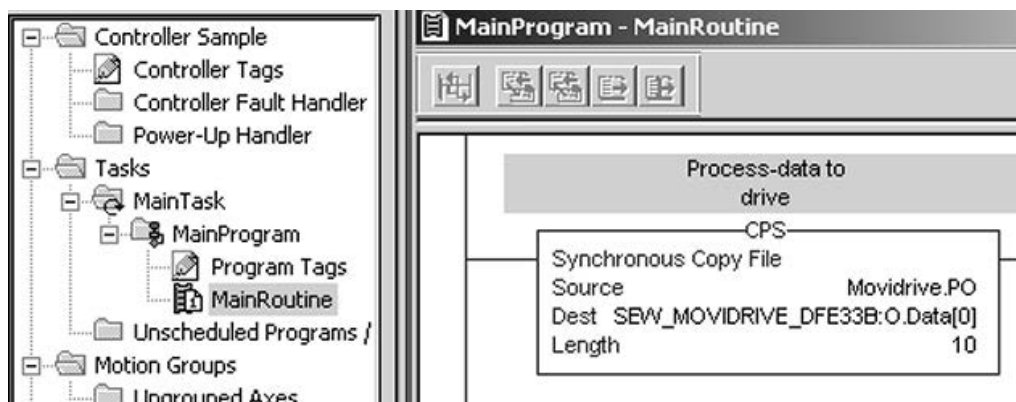 Controller Sample
Controller Tags
Controller Fault Handler
Power-Up Handler
Tasks
MainTask
MainProgram
Program Tags
MainRoutine
Unscheduled Programs /
Motion Groups
Ungrouped Axes
MainProgram - MainRoutine
Process-data to
drive
CPS
Synchronous Copy File
Source Movidrive.PO
Dest SEW_MOVIDRIVE_DFE33B:O.Data[0]
Length 10